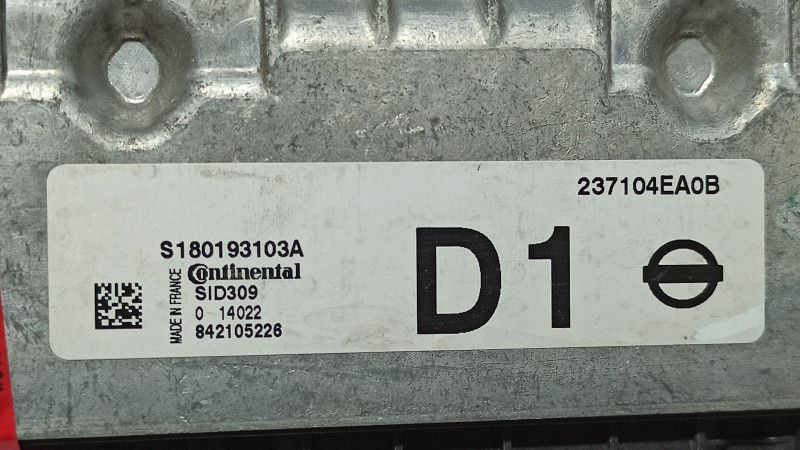 237104EA0B
S180193103A
Continental
SID309
0 14022
842105226
MADE IN FRANCE
D1